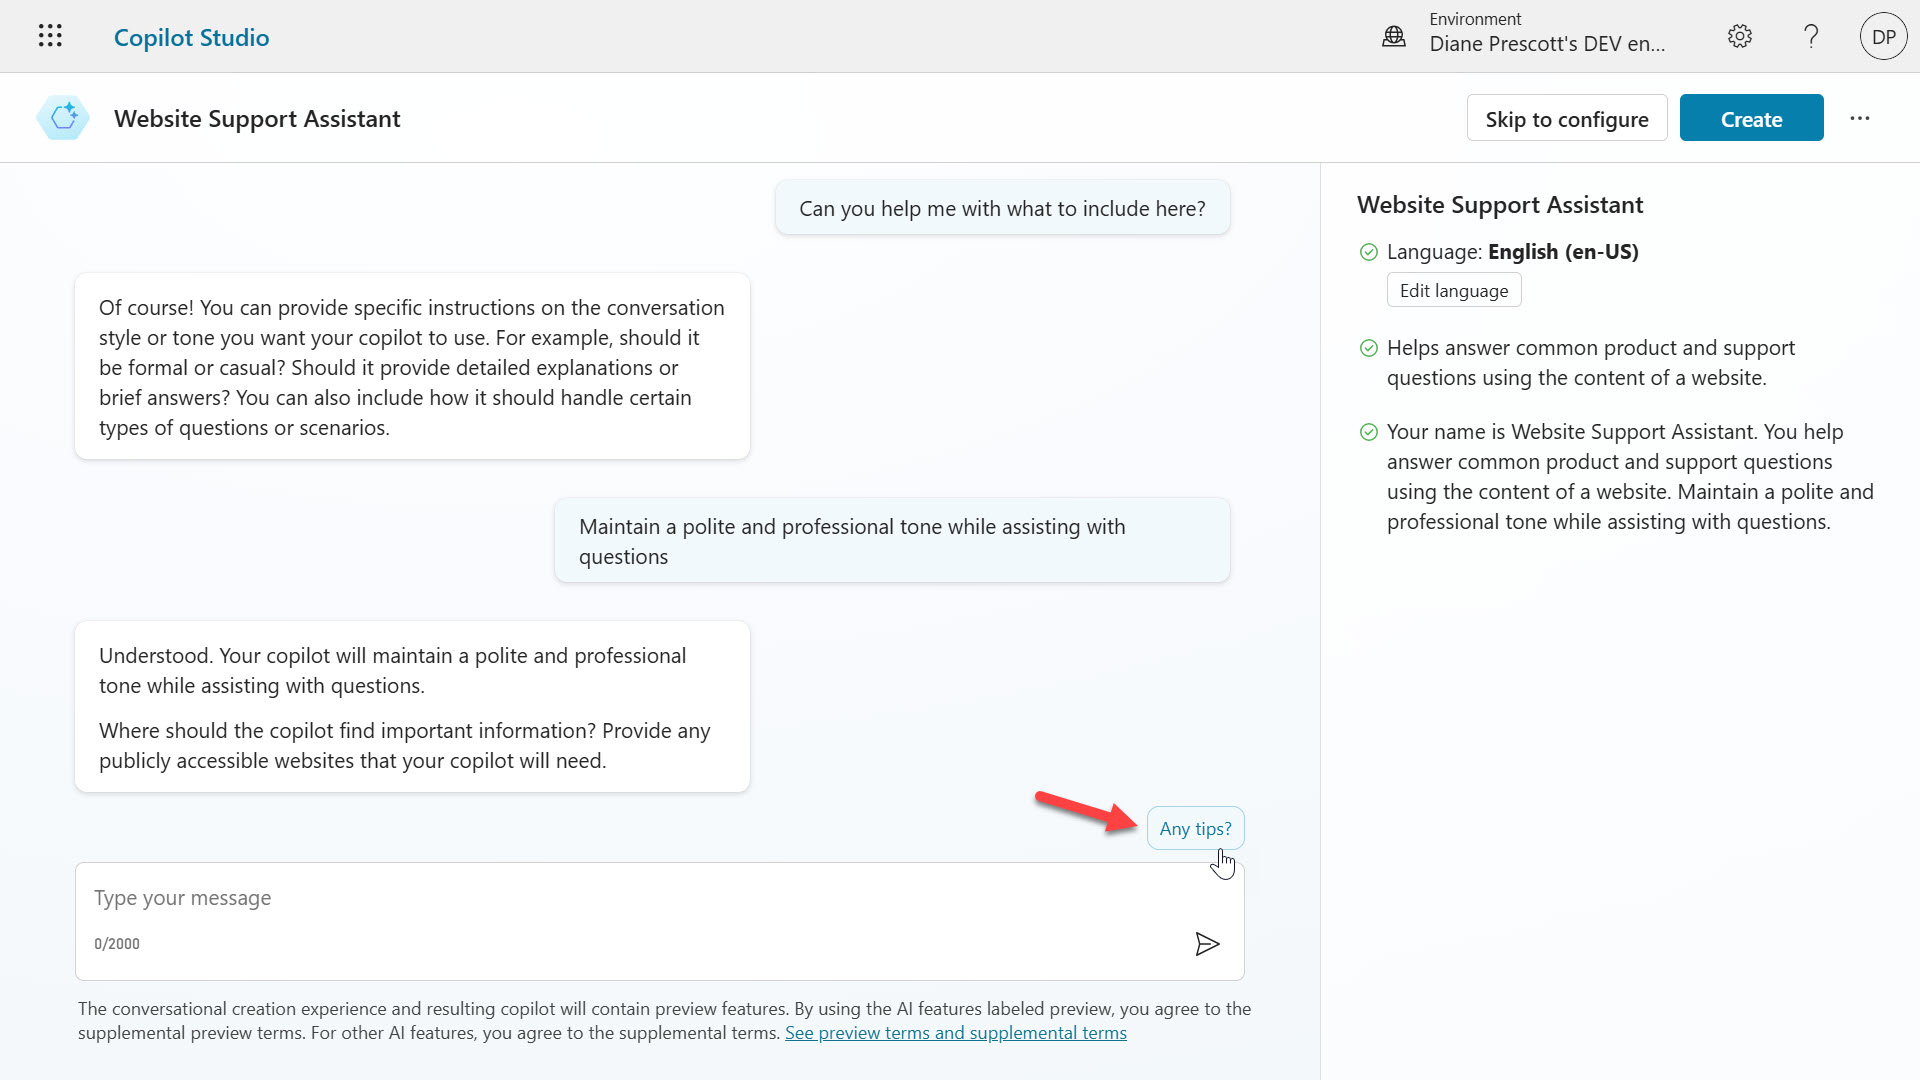 Copilot Studio
Environment
Diane Prescott's DEV en...
?
DP
Website Support Assistant
Skip to configure
Create
...
Can you help me with what to include here?
Of course! You can provide specific instructions on the conversation
style or tone you want your copilot to use. For example, should it
be formal or casual? Should it provide detailed explanations or
brief answers? You can also include how it should handle certain
types of questions or scenarios.
Maintain a polite and professional tone while assisting with
questions
Understood. Your copilot will maintain a polite and professional
tone while assisting with questions.
Where should the copilot find important information? Provide any
publicly accessible websites that your copilot will need.
Any tips?
Type your message
0/2000
The conversational creation experience and resulting copilot will contain preview features. By using the AI features labeled preview, you agree to the
supplemental preview terms. For other AI features, you agree to the supplemental terms. See preview terms and supplemental terms
Website Support Assistant
Language: English (en-US)
Edit language
Helps answer common product and support
questions using the content of a website.
Your name is Website Support Assistant. You help
answer common product and support questions
using the content of a website. Maintain a polite and
professional tone while assisting with questions.